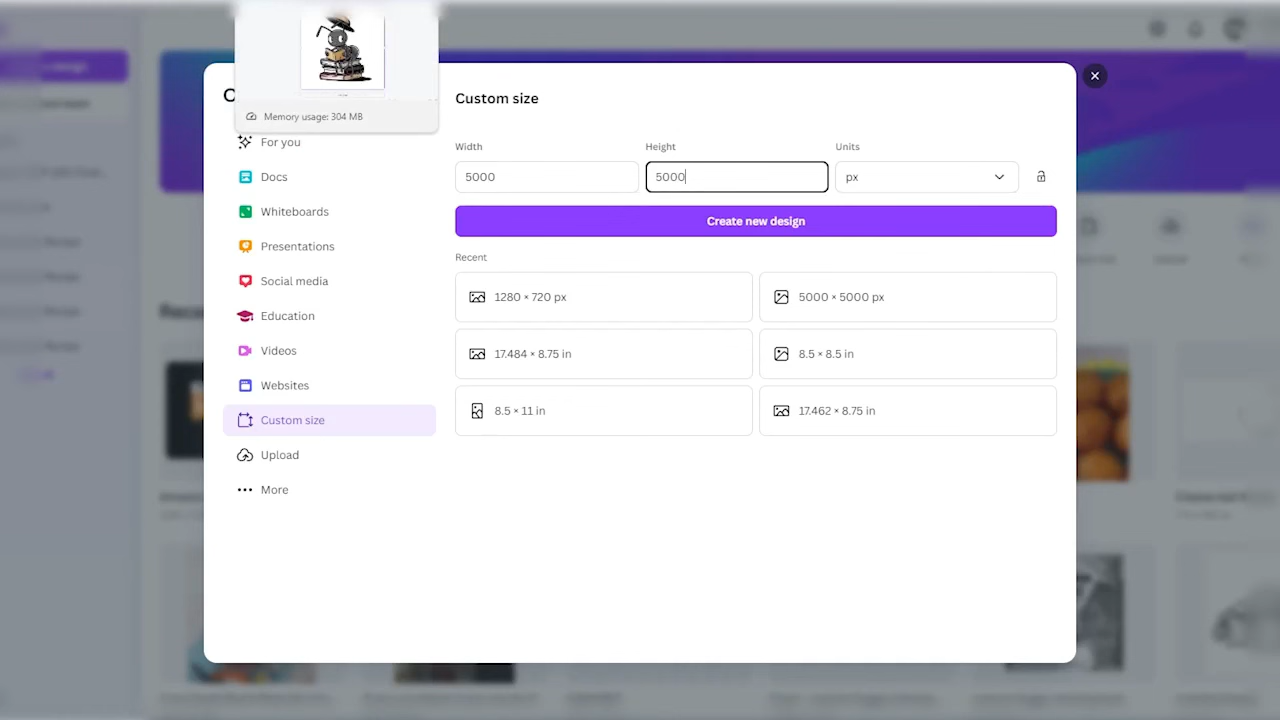 C
Memory usage: 304 MB
For you
Docs
Whiteboards
Presentations
Social media
Education
Videos
Websites
Custom size
Upload
More
Custom size
Width
Height
Units
5000
5000
px
Create new design
Recent
1280 × 720 px
5000 × 5000 px
17.484 × 8.75 in
8.5 × 8.5 in
8.5 × 11 in
17.462 × 8.75 in